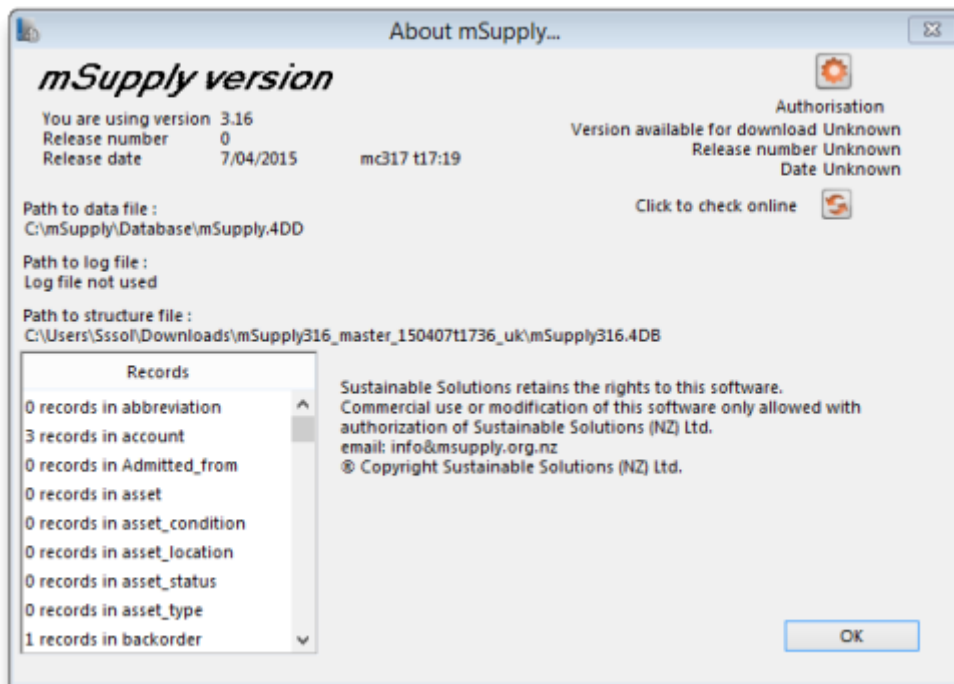 About mSupply...
mSupply version
You are using version 3.16
Release number 0
Release date 7/04/2015 mc317 t17:19
Authorisation
Version available for download Unknown
Release number Unknown
Date Unknown
Click to check online
Path to data file :
C:\mSupply\Database\mSupply.4DD
Path to log file :
Log file not used
Path to structure file :
C:\Users\Sssol\Downloads\mSupply316_master_150407t1736_uk\mSupply316.4DB
Records
0 records in abbreviation
3 records in account
0 records in Admitted_from
0 records in asset
0 records in asset_condition
0 records in asset_location
0 records in asset_status
0 records in asset_type
1 records in backorder
Sustainable Solutions retains the rights to this software.
Commercial use or modification of this software only allowed with
authorization of Sustainable Solutions (NZ) Ltd.
email: info@msupply.org.nz
® Copyright Sustainable Solutions (NZ) Ltd.
OK